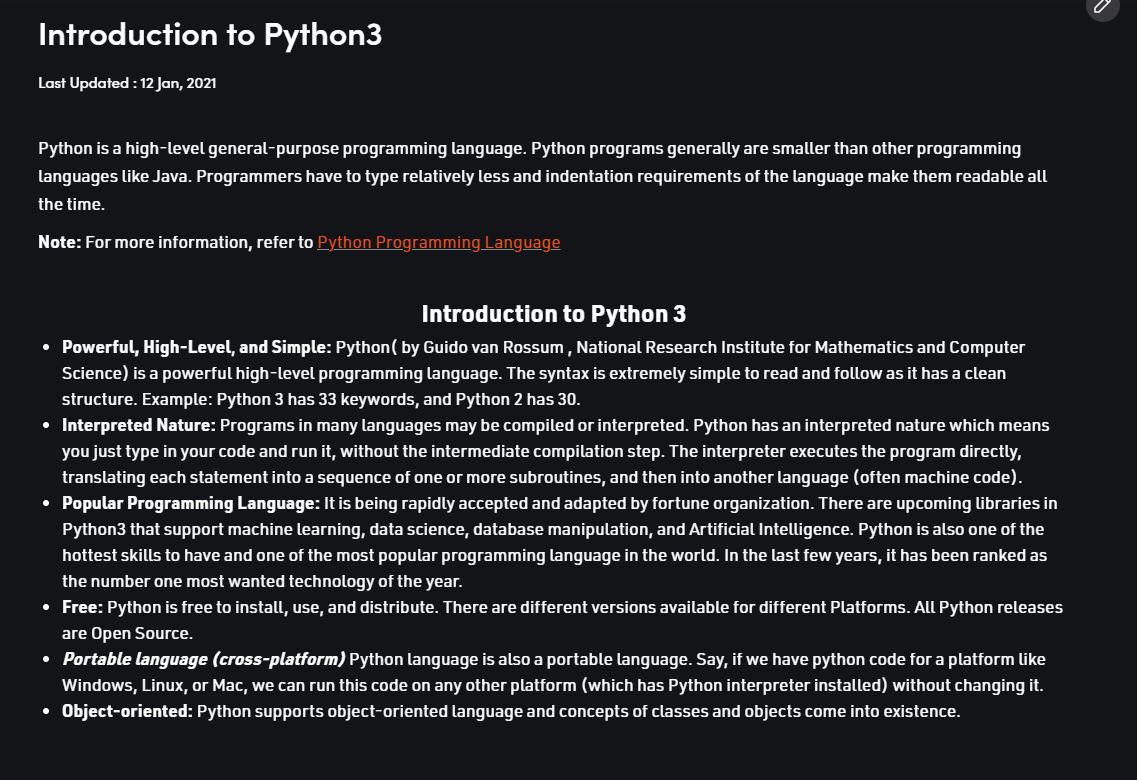 Introduction to Python3
Last Updated : 12 Jan, 2021
Python is a high-level general-purpose programming language. Python programs generally are smaller than other programming
languages like Java. Programmers have to type relatively less and indentation requirements of the language make them readable all
the time.
Note: For more information, refer to Python Programming Language
Introduction to Python 3
• Powerful, High-Level, and Simple: Python( by Guido van Rossum , National Research Institute for Mathematics and Computer
Science) is a powerful high-level programming language. The syntax is extremely simple to read and follow as it has a clean
structure. Example: Python 3 has 33 keywords, and Python 2 has 30.
• Interpreted Nature: Programs in many languages may be compiled or interpreted. Python has an interpreted nature which means
you just type in your code and run it, without the intermediate compilation step. The interpreter executes the program directly,
translating each statement into a sequence of one or more subroutines, and then into another language (often machine code).
• Popular Programming Language: It is being rapidly accepted and adapted by fortune organization. There are upcoming libraries in
Python3 that support machine learning, data science, database manipulation, and Artificial Intelligence. Python is also one of the
hottest skills to have and one of the most popular programming language in the world. In the last few years, it has been ranked as
the number one most wanted technology of the year.
• Free: Python is free to install, use, and distribute. There are different versions available for different Platforms. All Python releases
are Open Source.
• Portable language (cross-platform) Python language is also a portable language. Say, if we have python code for a platform like
Windows, Linux, or Mac, we can run this code on any other platform (which has Python interpreter installed) without changing it.
• Object-oriented: Python supports object-oriented language and concepts of classes and objects come into existence.